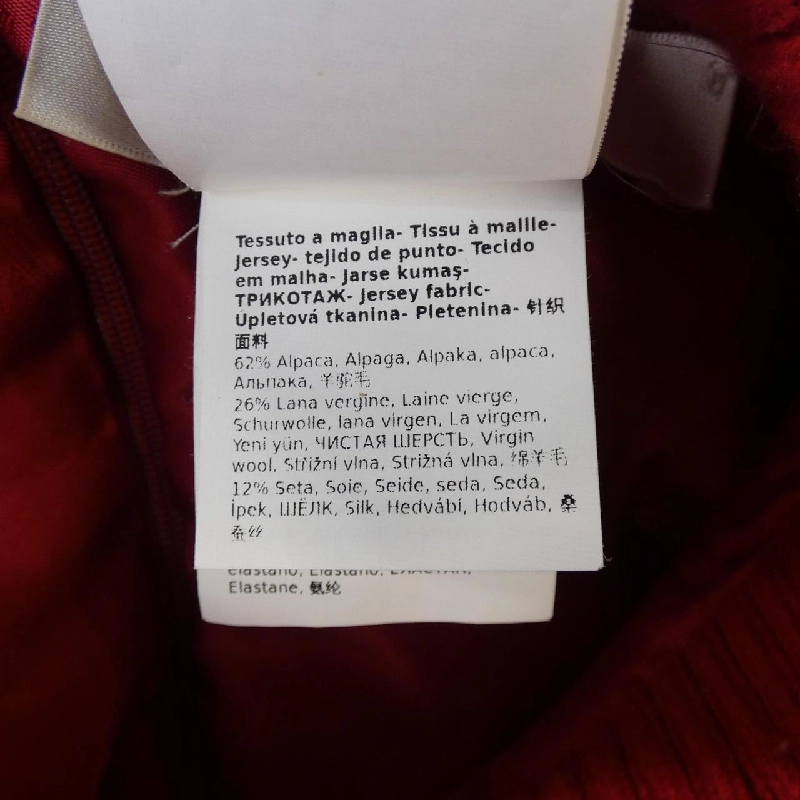 Tessuto a maglia- Tissu à maille-
Jersey- tejido de punto- Tecido
em malha- Jarse kumaş-
ТРИКОТАЖ- Jersey fabric-
Úpletová tkanina- Pletenina- 针织
面料
62% Alpaca, Alpaga, Alpaka, alpaca,
Альпака, 羊驼毛
26% Lana vergine, Laine vierge,
Schurwolle, lana virgen, La virgem,
Yeni yün, ЧИСТАЯ ШЕРСТЬ, Virgin
wool, Střižní vlna, Strižná vlna, 绵羊毛
12% Seta, Soie, Seide, seda, Seda,
İpek, ШЁЛК, Silk, Hedvábí, Hodváb, 桑
蚕丝
elastano, Elastano, ЭЛАСТАН,
Elastane, 氨纶